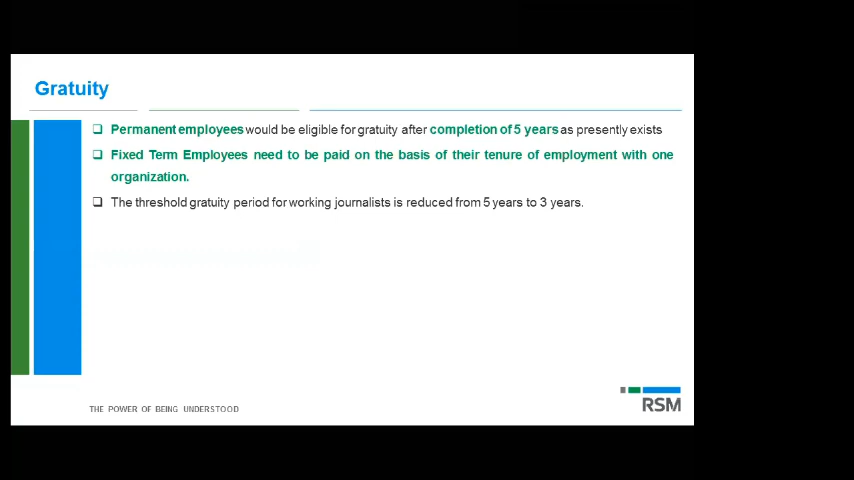 Gratuity
Permanent employees would be eligible for gratuity after completion of 5 years as presently exists
Fixed Term Employees need to be paid on the basis of their tenure of employment with one
organization.
The threshold gratuity period for working journalists is reduced from 5 years to 3 years.
THE POWER OF BEING UNDERSTOOD
RSM